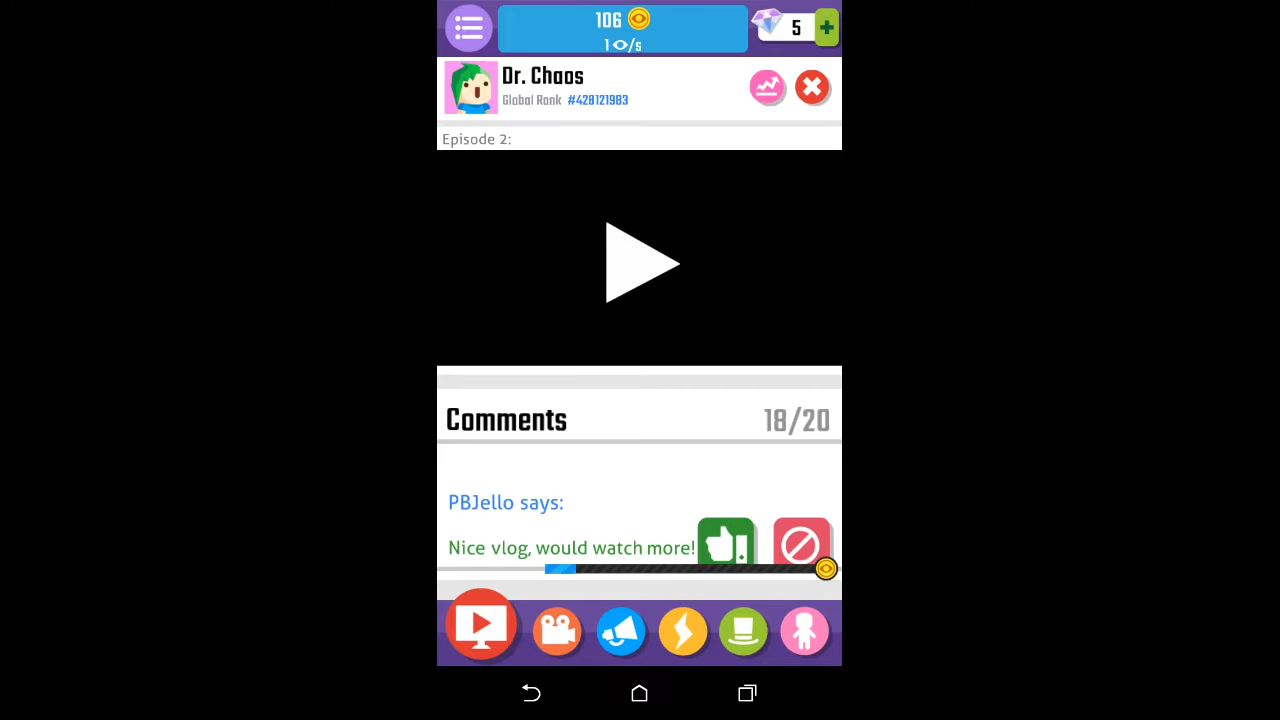 106
1 /s
5
Dr. Chaos
Global Rank #428121983
Episode 2:
Comments 18/20
PBJello says:
Nice vlog, would watch more!